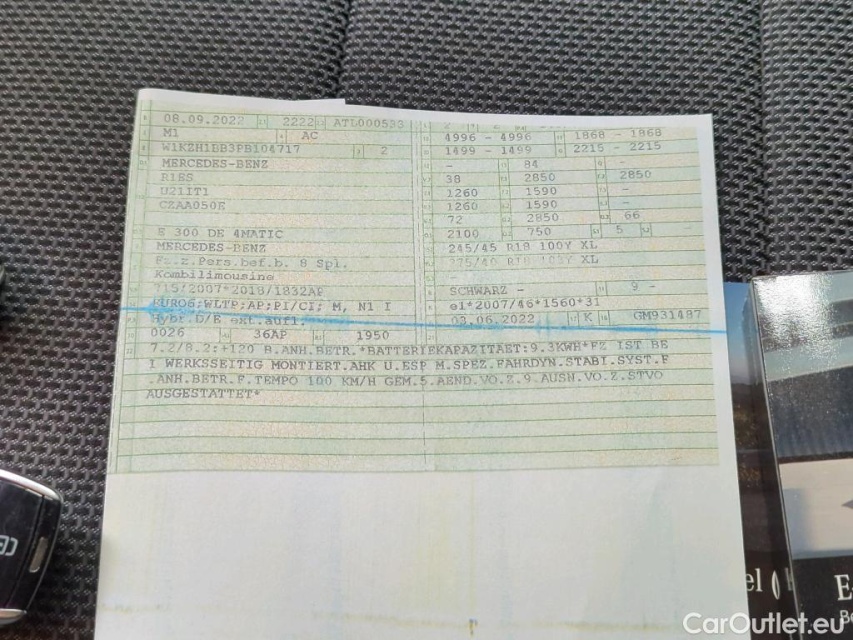 08.09.2022 2222 ATL000533
M1 AC
W1KZH1BB3PB104717 2
MERCEDES-BENZ
R1ES
U21IT1
CZAA050E
E 300 DE 4MATIC
MERCEDES-BENZ
Fz.z.Pers.bef.b. 8 Spl.
Kombilimousine
715/2007*2018/1832AP
EURO6;WLTP;AP;PI/CI; M, N1 I
Hybr.D/E ext.aufl.
0026 36AP 1950
4996 - 4996 1868 - 1868
1499 - 1499 2215 - 2215
- 84 -
38 2850 2850
1260 1590 -
1260 1590 -
72 2850 66
2100 750 5 -
245/45 R18 100Y XL
275/40 R18 103Y XL
-
SCHWARZ - 9 -
e1*2007/46*1560*31
03.06.2022 K GM931487
7.2/8.2:+120 B.ANH.BETR.*BATTERIEKAPAZITAET:9.3KWH*FZ IST BE
I WERKSSEITIG MONTIERT.AHK U.ESP M.SPEZ.FAHRDYN.STABI.SYST.F
.ANH.BETR.F.TEMPO 100 KM/H GEM.5.AEND.VO.Z.9.AUSN.VO.Z.STVO
AUSGESTATTET*
el (
E-
Be
CarOutlet.eu